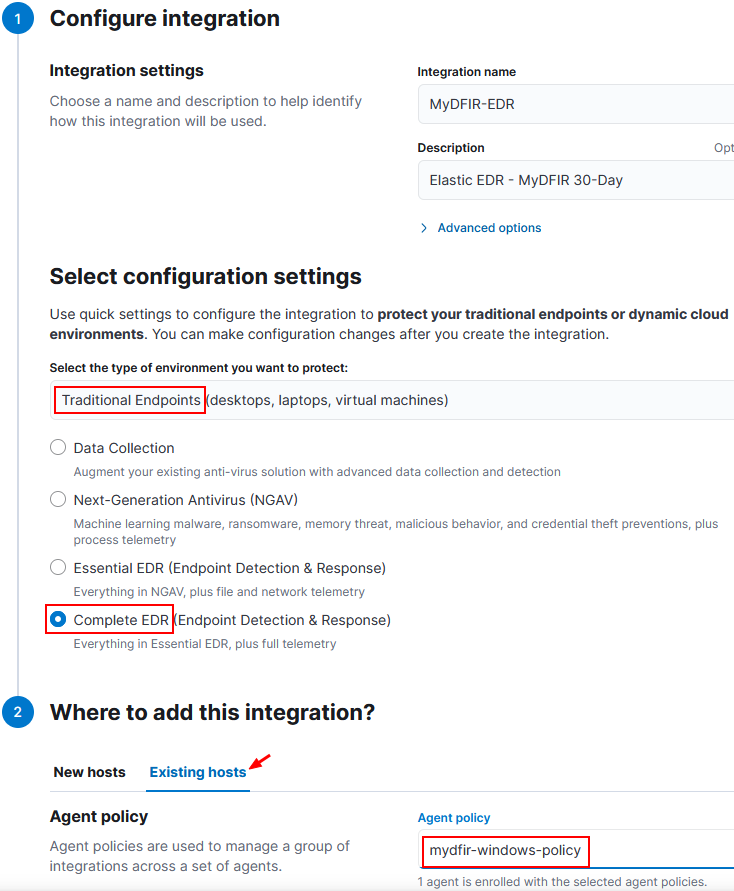 1
Configure integration
Integration settings
Choose a name and description to help identify
how this integration will be used.
Integration name
MyDFIR-EDR
Description
Opt
Elastic EDR - MyDFIR 30-Day
Advanced options
Select configuration settings
Use quick settings to configure the integration to protect your traditional endpoints or dynamic cloud
environments. You can make configuration changes after you create the integration.
Select the type of environment you want to protect:
Traditional Endpoints (desktops, laptops, virtual machines)
Data Collection
Augment your existing anti-virus solution with advanced data collection and detection
Next-Generation Antivirus (NGAV)
Machine learning malware, ransomware, memory threat, malicious behavior, and credential theft preventions, plus
process telemetry
Essential EDR (Endpoint Detection & Response)
Everything in NGAV, plus file and network telemetry
Complete EDR (Endpoint Detection & Response)
Everything in Essential EDR, plus full telemetry
2
Where to add this integration?
New hosts
Existing hosts
Agent policy
Agent policies are used to manage a group of
integrations across a set of agents.
Agent policy
mydfir-windows-policy
1 agent is enrolled with the selected agent policies.